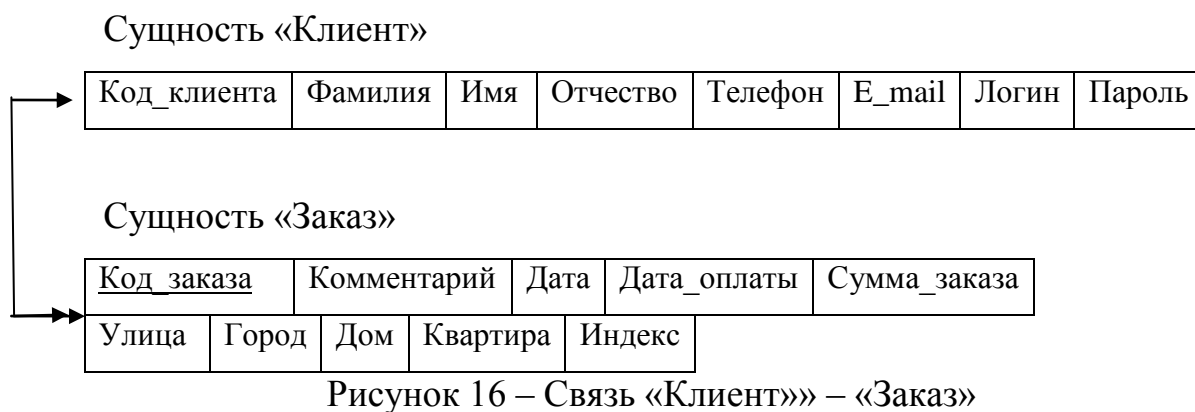 Сущность «Клиент»
Код_клиента Фамилия Имя Отчество Телефон E_mail Логин Пароль
Сущность «Заказ»
Код_заказа Комментарий Дата Дата_оплаты Сумма_заказа
Улица Город Дом Квартира Индекс
Рисунок 16 – Связь «Клиент»» – «Заказ»